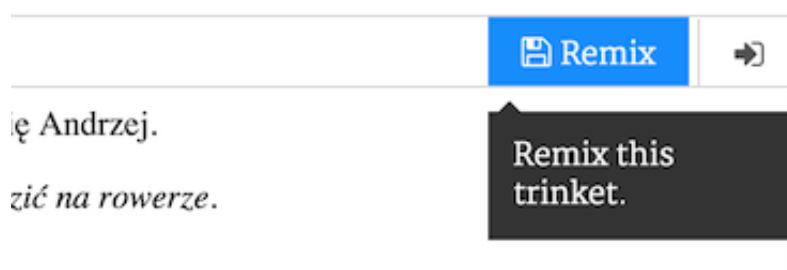 Remix
ię Andrzej.
zić na rowerze.
Remix this
trinket.